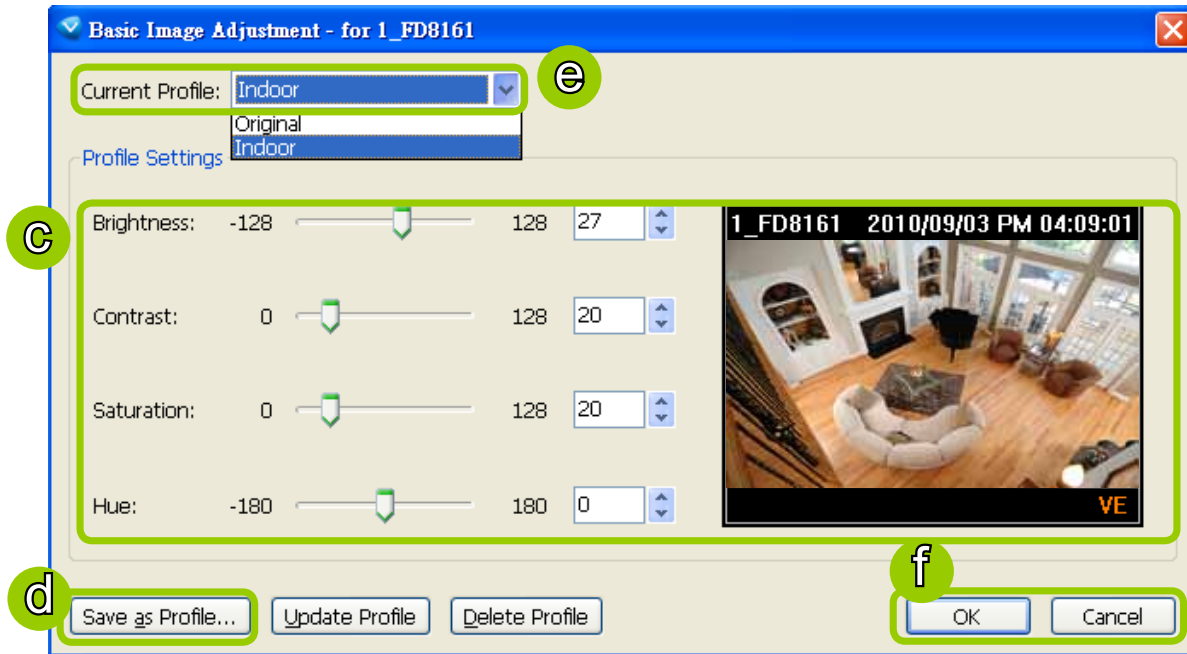 Basic Image Adjustment - for 1_FD8161
Current Profile: Indoor
e
Original
Indoor
Profile Settings
c
Brightness: -128 128 27
1_FD8161 2010/09/03 PM 04:09:01
Contrast: 0 128 20
Saturation: 0 128 20
Hue: -180 180 0
VE
d
f
Save as Profile... Update Profile Delete Profile OK Cancel